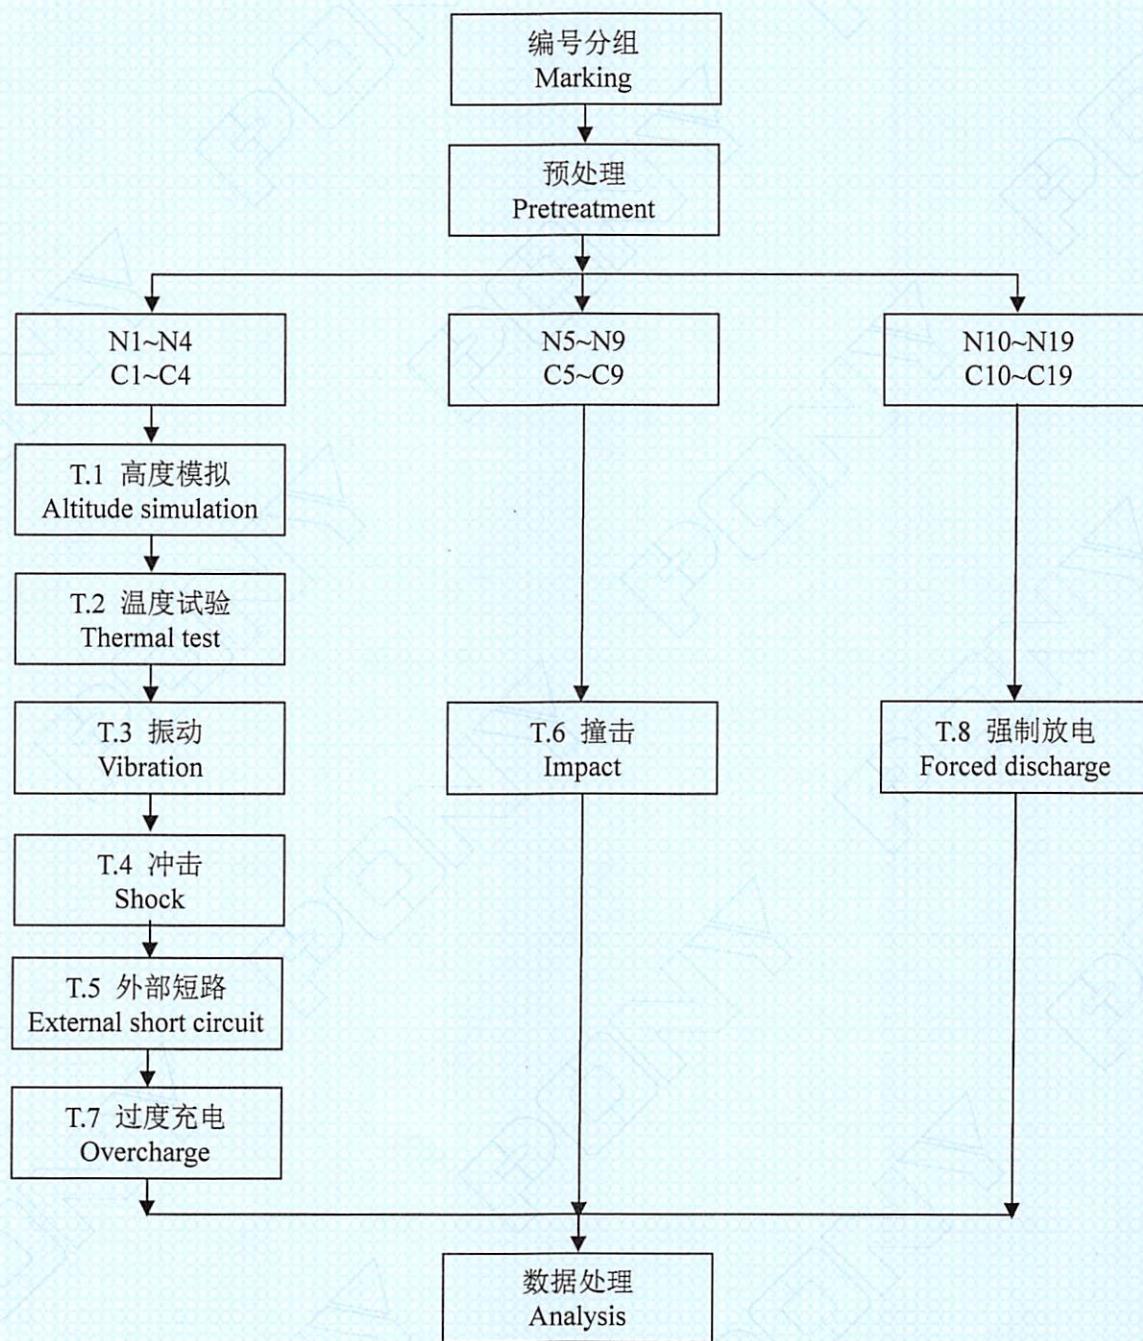 编号分组
Marking
预处理
Pretreatment
N1~N4
C1~C4
N5~N9
C5~C9
N10~N19
C10~C19
T.1 高度模拟
Altitude simulation
T.2 温度试验
Thermal test
T.3 振动
Vibration
T.6 撞击
Impact
T.8 强制放电
Forced discharge
T.4 冲击
Shock
T.5 外部短路
External short circuit
T.7 过度充电
Overcharge
数据处理
Analysis